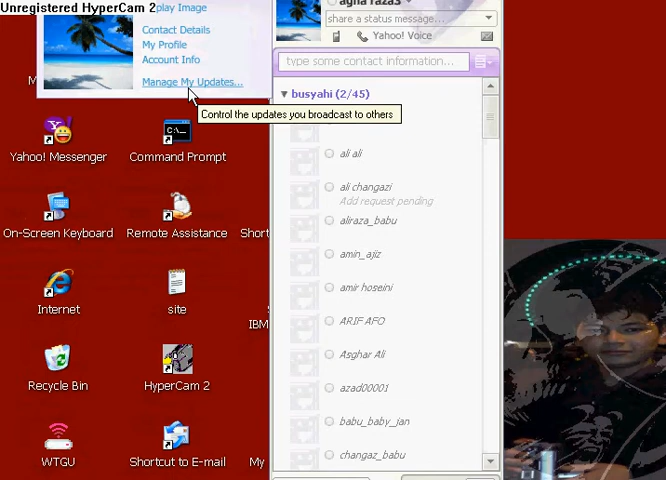 Unregistered HyperCam 2
play Image
Contact Details
My Profile
Account Info
Manage My Updates...
Control the updates you broadcast to others
share a status message...
Yahoo! Voice
type some contact information...
busyahi (2/45)
ali ali
ali changazi
Add request pending
aliraza_babu
amin_ajiz
amir hoseini
ARIF AFO
Asghar Ali
azad00001
babu_baby_jan
changaz_babu
M
Yahoo! Messenger
Command Prompt
C:\_
On-Screen Keyboard
Remote Assistance
Short
Internet
site
IBM
Recycle Bin
HyperCam 2
WTGU
Shortcut to E-mail
My